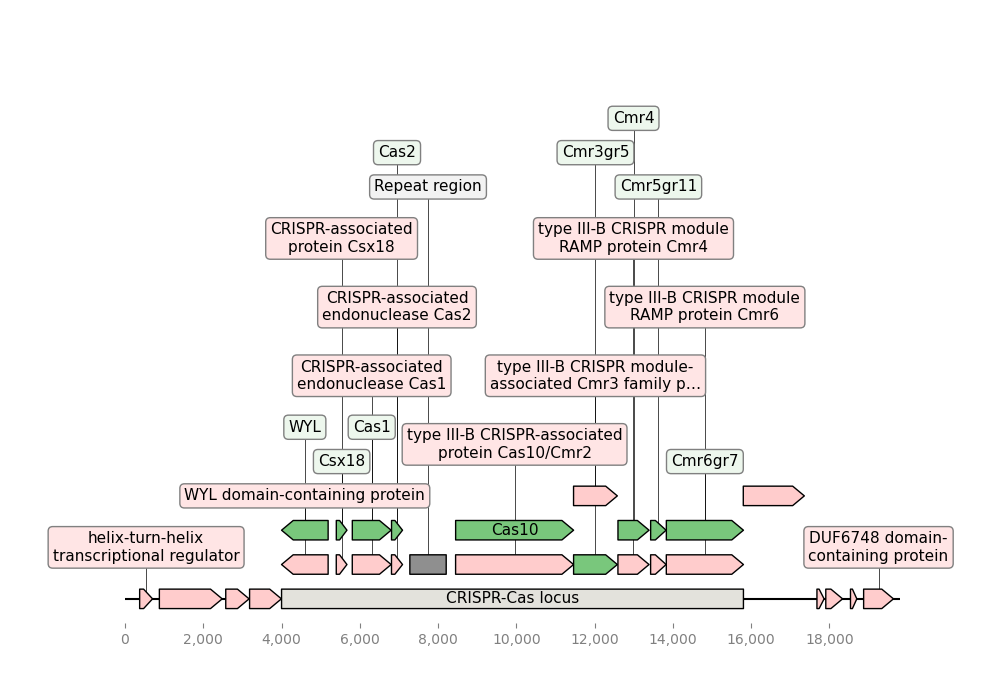 Cmr4
Cas2
Cmr3gr5
Repeat region
Cmr5gr11
CRISPR-associated
protein Csx18
type III-B CRISPR module
RAMP protein Cmr4
CRISPR-associated
endonuclease Cas2
type III-B CRISPR module
RAMP protein Cmr6
CRISPR-associated
endonuclease Cas1
type III-B CRISPR module-
associated Cmr3 family p...
WYL
Cas1
type III-B CRISPR-associated
protein Cas10/Cmr2
Csx18
Cmr6gr7
WYL domain-containing protein
Cas10
helix-turn-helix
transcriptional regulator
DUF6748 domain-
containing protein
CRISPR-Cas locus
0
2,000
4,000
6,000
8,000
10,000
12,000
14,000
16,000
18,000